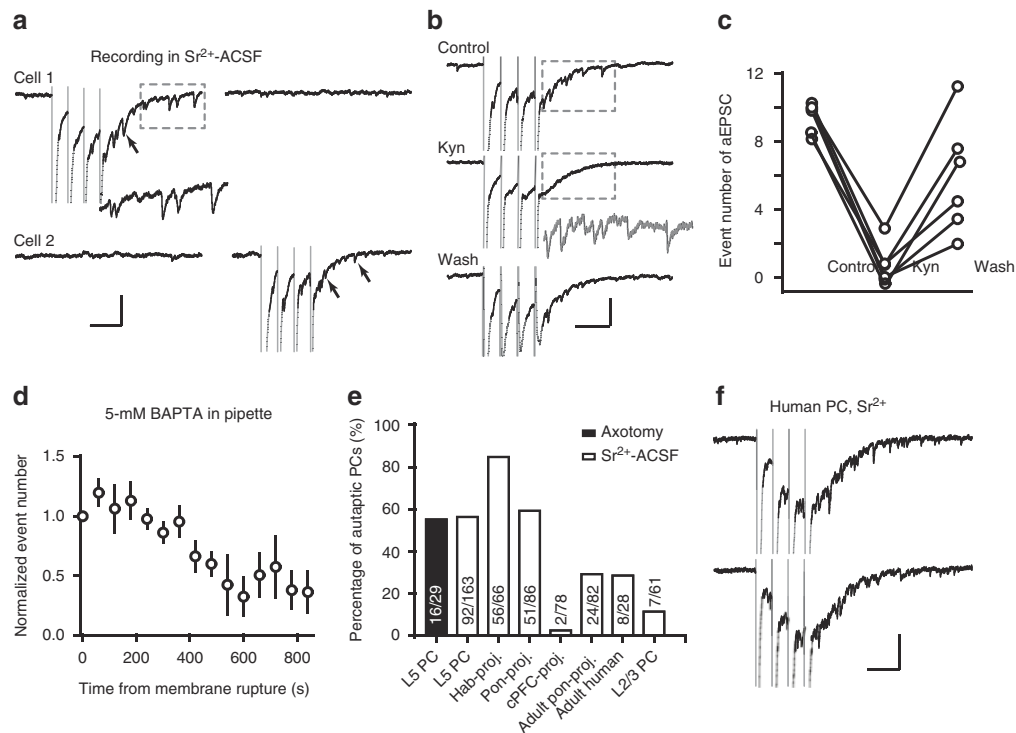 a
Recording in Sr2+-ACSF
Cell 1
Cell 2
b
Control
Kyn
Wash
c
Event number of aEPSC
12
8
4
0
Control
Kyn
Wash
d
5-mM BAPTA in pipette
Normalized event number
1.5
1.0
0.5
0.0
0
200
400
600
800
Time from membrane rupture (s)
e
Percentage of autaptic PCs (%)
100
80
60
40
20
0
Axotomy
Sr2+-ACSF
16/29
92/163
56/66
51/86
2/78
24/82
8/28
7/61
L5 PC
L5 PC
Hab-proj.
Pon-proj.
cPFC-proj.
Adult pon-proj.
Adult human
L2/3 PC
f
Human PC, Sr2+